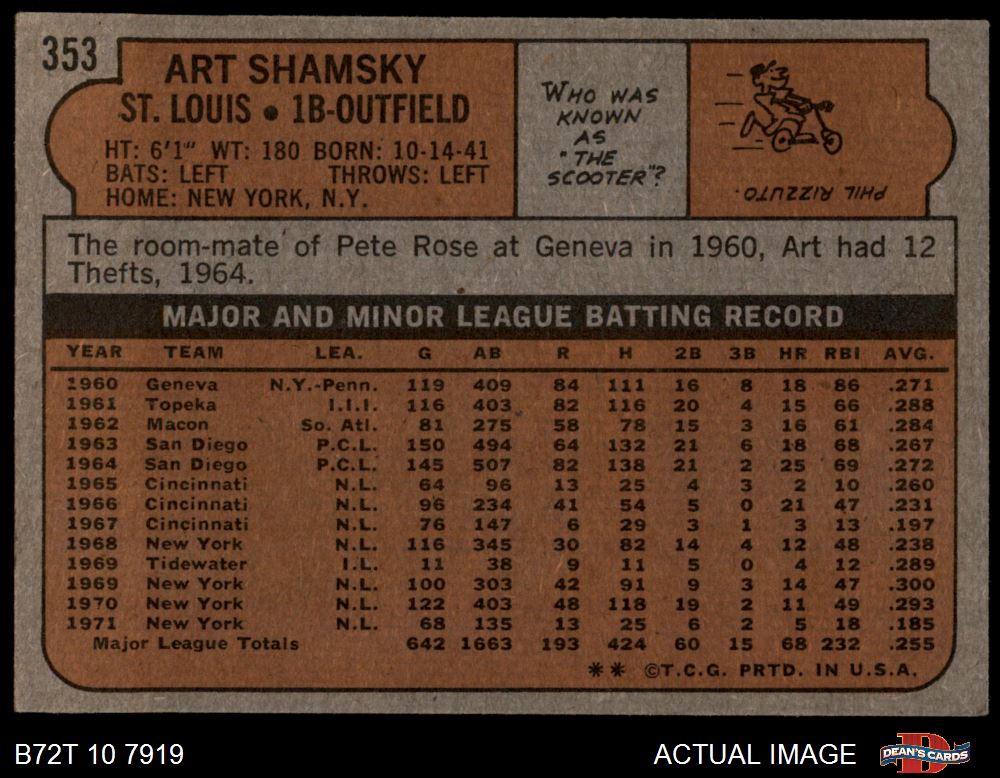 353
ART SHAMSKY
ST. LOUIS • 1B-OUTFIELD
HT: 6'1" WT: 180 BORN: 10-14-41
BATS: LEFT THROWS: LEFT
HOME: NEW YORK, N.Y.
WHO WAS
KNOWN
AS
"THE
SCOOTER"?
PHIL RIZZUTO.
The room-mate of Pete Rose at Geneva in 1960, Art had 12
Thefts, 1964.
MAJOR AND MINOR LEAGUE BATTING RECORD
YEAR TEAM LEA. G AB R H 2B 3B HR RBI AVG.
1960 Geneva N.Y.-Penn. 119 409 84 111 16 8 18 86 .271
1961 Topeka I.I.I. 116 403 82 116 20 4 15 66 .288
1962 Macon So. Atl. 81 275 58 78 15 3 16 61 .284
1963 San Diego P.C.L. 150 494 64 132 21 6 18 68 .267
1964 San Diego P.C.L. 145 507 82 138 21 2 25 69 .272
1965 Cincinnati N.L. 64 96 13 25 4 3 2 10 .260
1966 Cincinnati N.L. 96 234 41 54 5 0 21 47 .231
1967 Cincinnati N.L. 76 147 6 29 3 1 3 13 .197
1968 New York N.L. 116 345 30 82 14 4 12 48 .238
1969 Tidewater I.L. 11 38 9 11 5 0 4 12 .289
1969 New York N.L. 100 303 42 91 9 3 14 47 .300
1970 New York N.L. 122 403 48 118 19 2 11 49 .293
1971 New York N.L. 68 135 13 25 6 2 5 18 .185
Major League Totals 642 1663 193 424 60 15 68 232 .255
** ©T.C.G. PRTD. IN U.S.A.
B72T 10 7919
ACTUAL IMAGE
D
DEAN'S CARDS